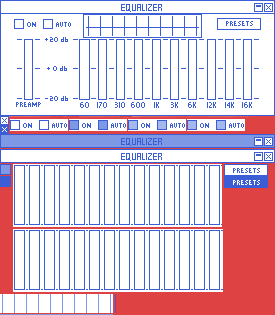 EQUALIZER
ON AUTO PRESETS
+20 db
+0 db
-20 db
PREAMP 60 170 310 600 1K 3K 6K 12K 14K 16K
ON AUTO ON AUTO ON AUTO ON AUTO
EQUALIZER
EQUALIZER
PRESETS
PRESETS